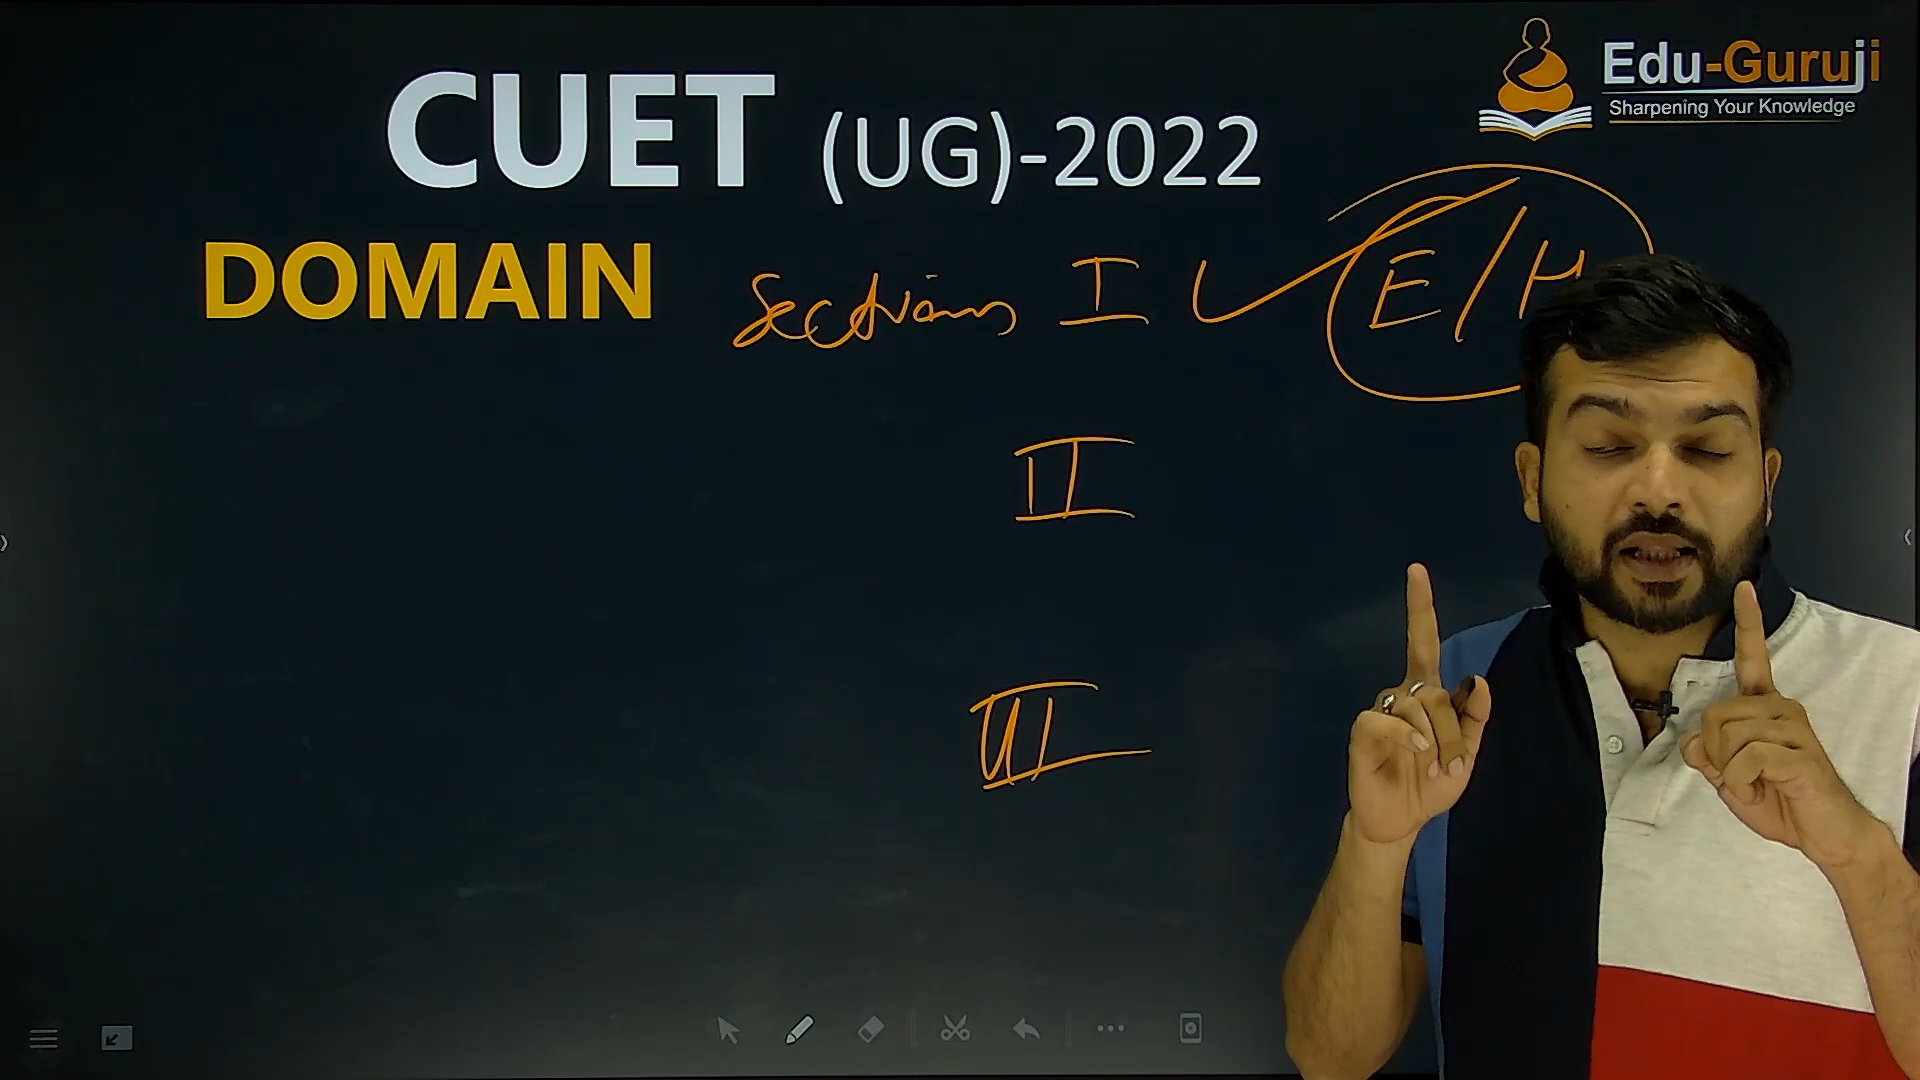 Edu-Guruji
Sharpening Your Knowledge
CUET (UG)-2022
DOMAIN
Sections I E/H
II
III